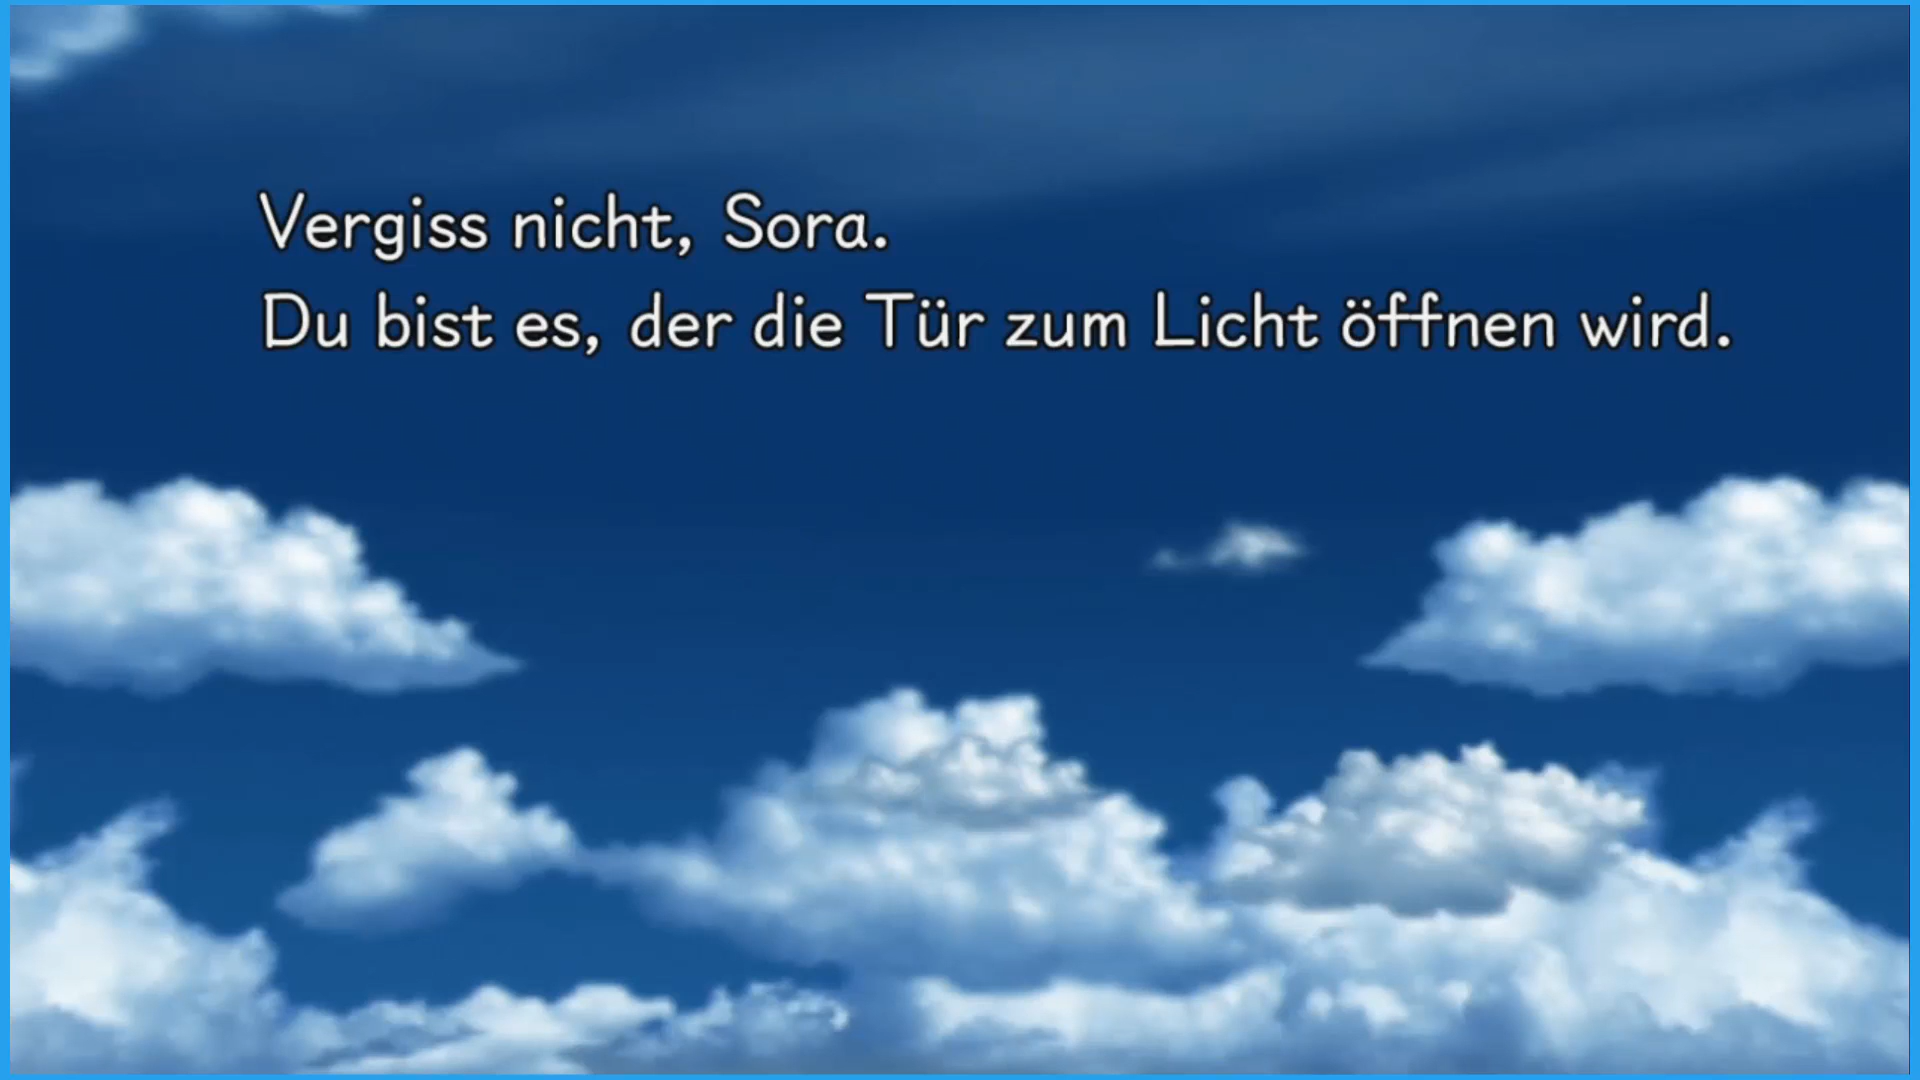 Vergiss nicht, Sora.
Du bist es, der die Tür zum Licht öffnen wird.